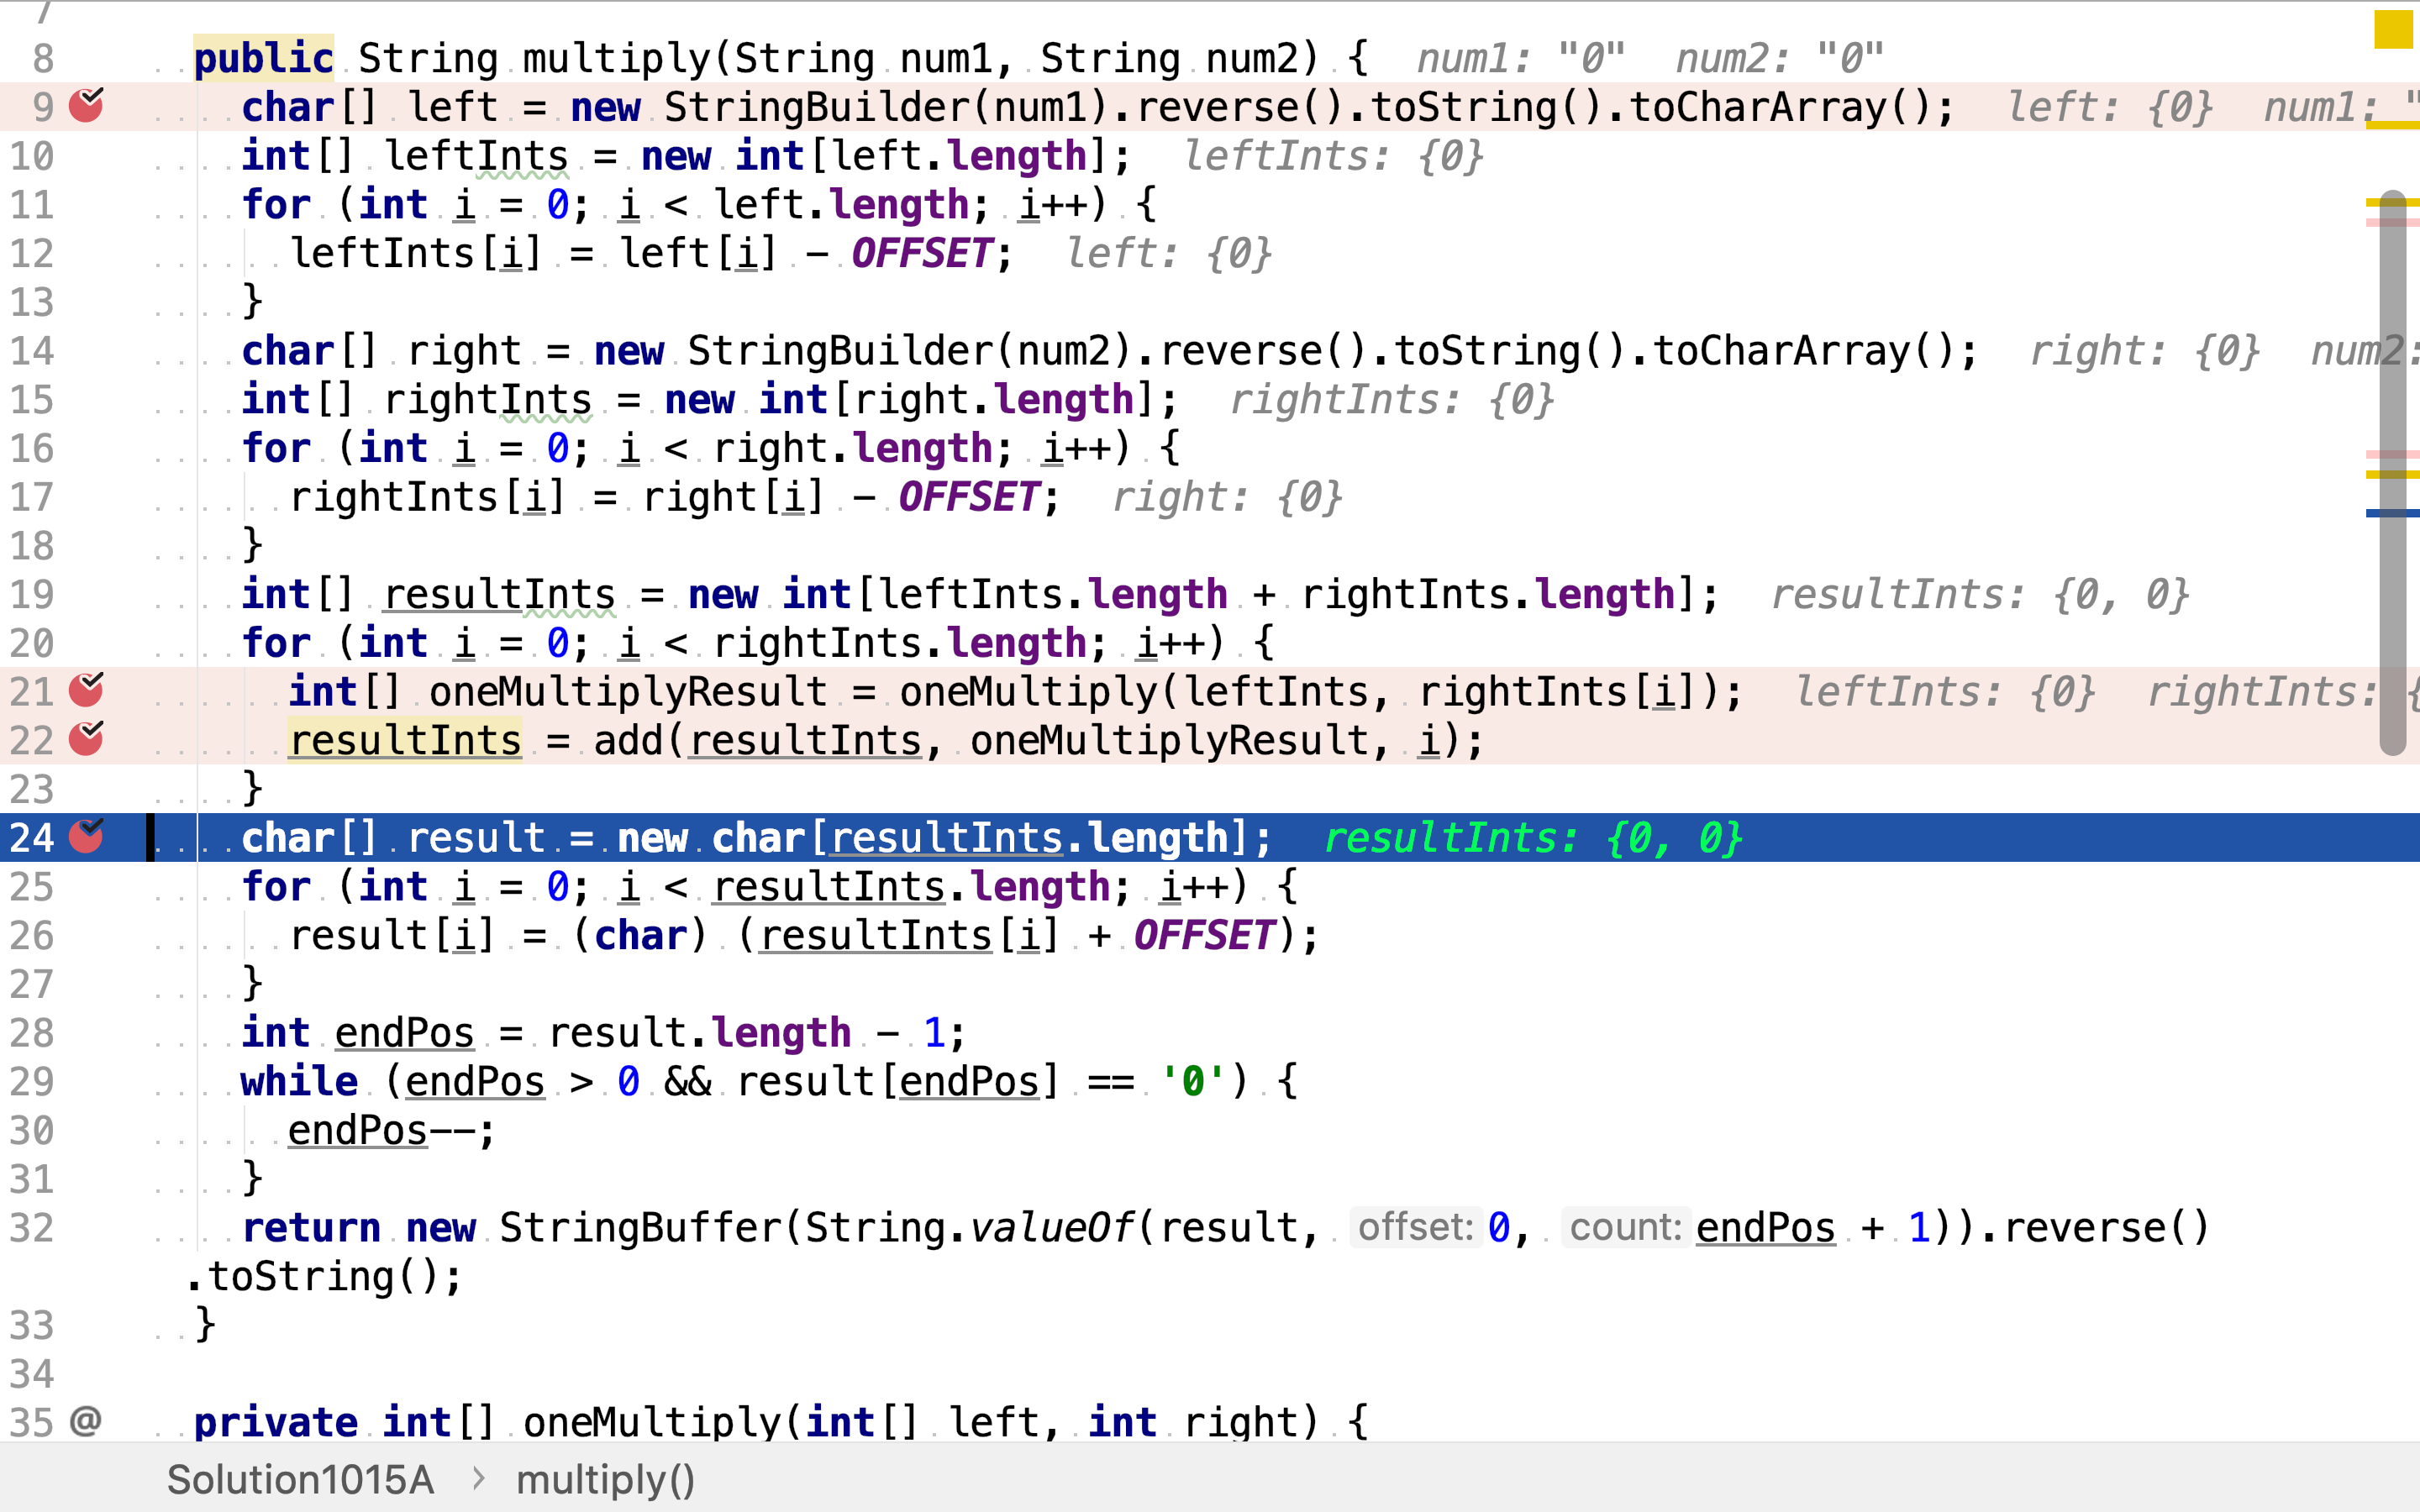 7
8 public String multiply(String num1, String num2) { num1: "0" num2: "0"
9 char[] left = new StringBuilder(num1).reverse().toString().toCharArray(); left: {0} num1: "
10 int[] leftInts = new int[left.length]; leftInts: {0}
11 for (int i = 0; i < left.length; i++) {
12 leftInts[i] = left[i] - OFFSET; left: {0}
13 }
14 char[] right = new StringBuilder(num2).reverse().toString().toCharArray(); right: {0} num2:
15 int[] rightInts = new int[right.length]; rightInts: {0}
16 for (int i = 0; i < right.length; i++) {
17 rightInts[i] = right[i] - OFFSET; right: {0}
18 }
19 int[] resultInts = new int[leftInts.length + rightInts.length]; resultInts: {0, 0}
20 for (int i = 0; i < rightInts.length; i++) {
21 int[] oneMultiplyResult = oneMultiply(leftInts, rightInts[i]); leftInts: {0} rightInts: {
22 resultInts = add(resultInts, oneMultiplyResult, i);
23 }
24 char[] result = new char[resultInts.length]; resultInts: {0, 0}
25 for (int i = 0; i < resultInts.length; i++) {
26 result[i] = (char) (resultInts[i] + OFFSET);
27 }
28 int endPos = result.length - 1;
29 while (endPos > 0 && result[endPos] == '0') {
30 endPos--;
31 }
32 return new StringBuffer(String.valueOf(result, offset: 0, count: endPos + 1)).reverse()
.toString();
33 }
34
35 @ private int[] oneMultiply(int[] left, int right) {
Solution1015A > multiply()